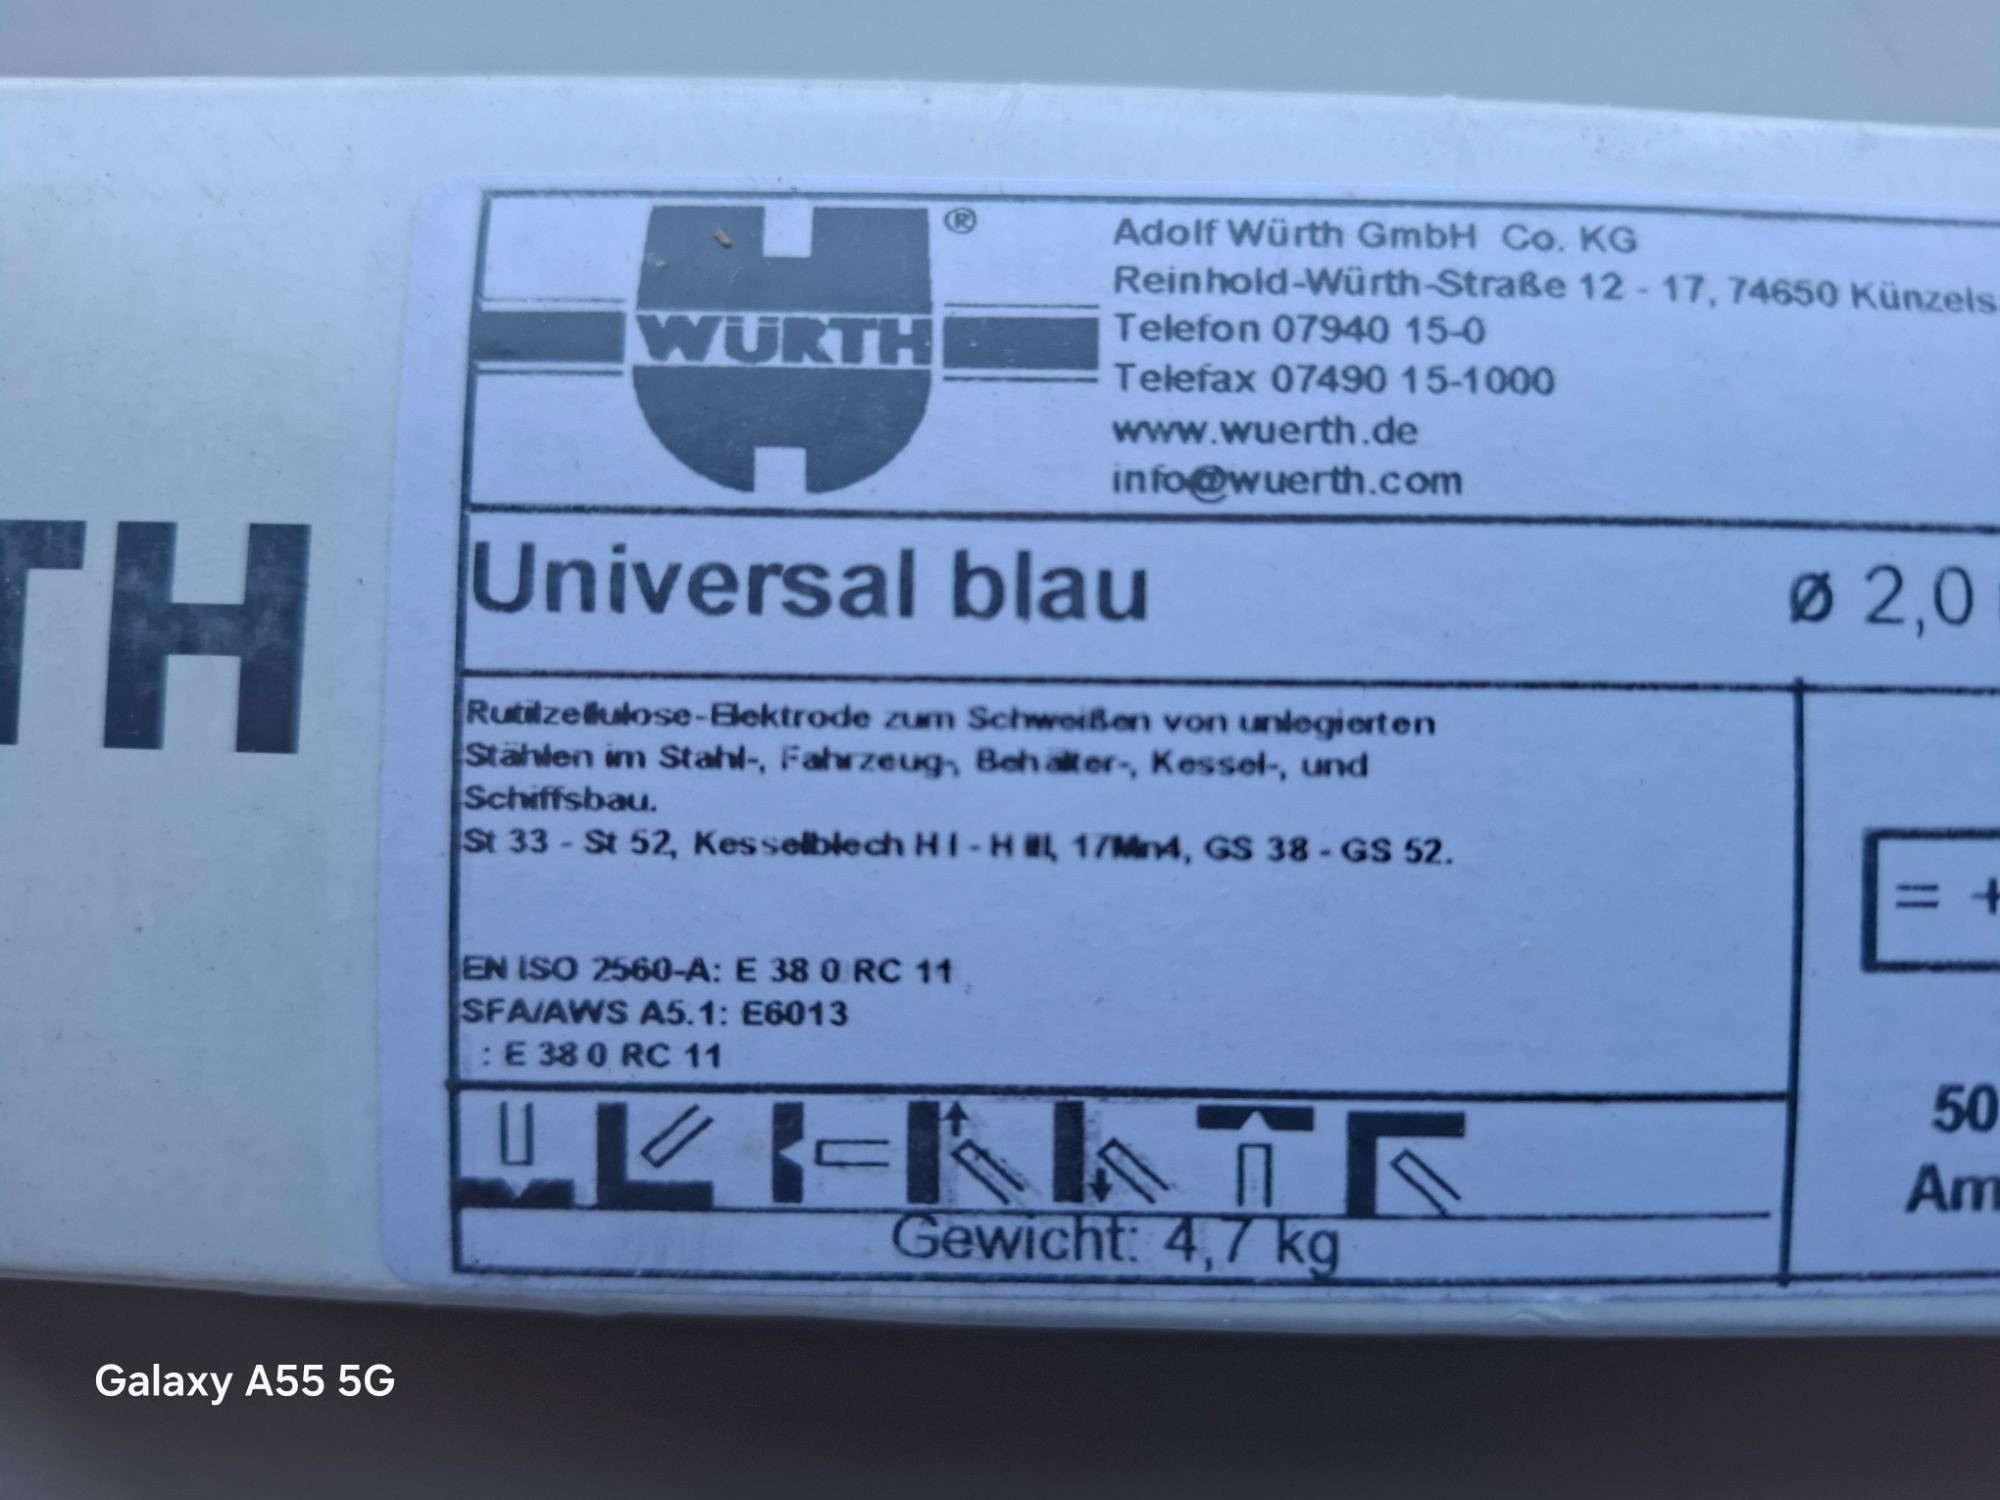 WÜRTH ®
Adolf Würth GmbH Co. KG
Reinhold-Würth-Straße 12 - 17, 74650 Künzels
Telefon 07940 15-0
Telefax 07490 15-1000
www.wuerth.de
info@wuerth.com
TH
Universal blau
ø 2,0
Rutilzellulose-Elektrode zum Schweißen von unlegierten
Stählen im Stahl-, Fahrzeug-, Behälter-, Kessel-, und
Schiffsbau.
St 33 - St 52, Kesselblech H I - H III, 17Mn4, GS 38 - GS 52.
= +
EN ISO 2560-A: E 38 0 RC 11
SFA/AWS A5.1: E6013
: E 38 0 RC 11
50
Am
Gewicht: 4,7 kg
Galaxy A55 5G